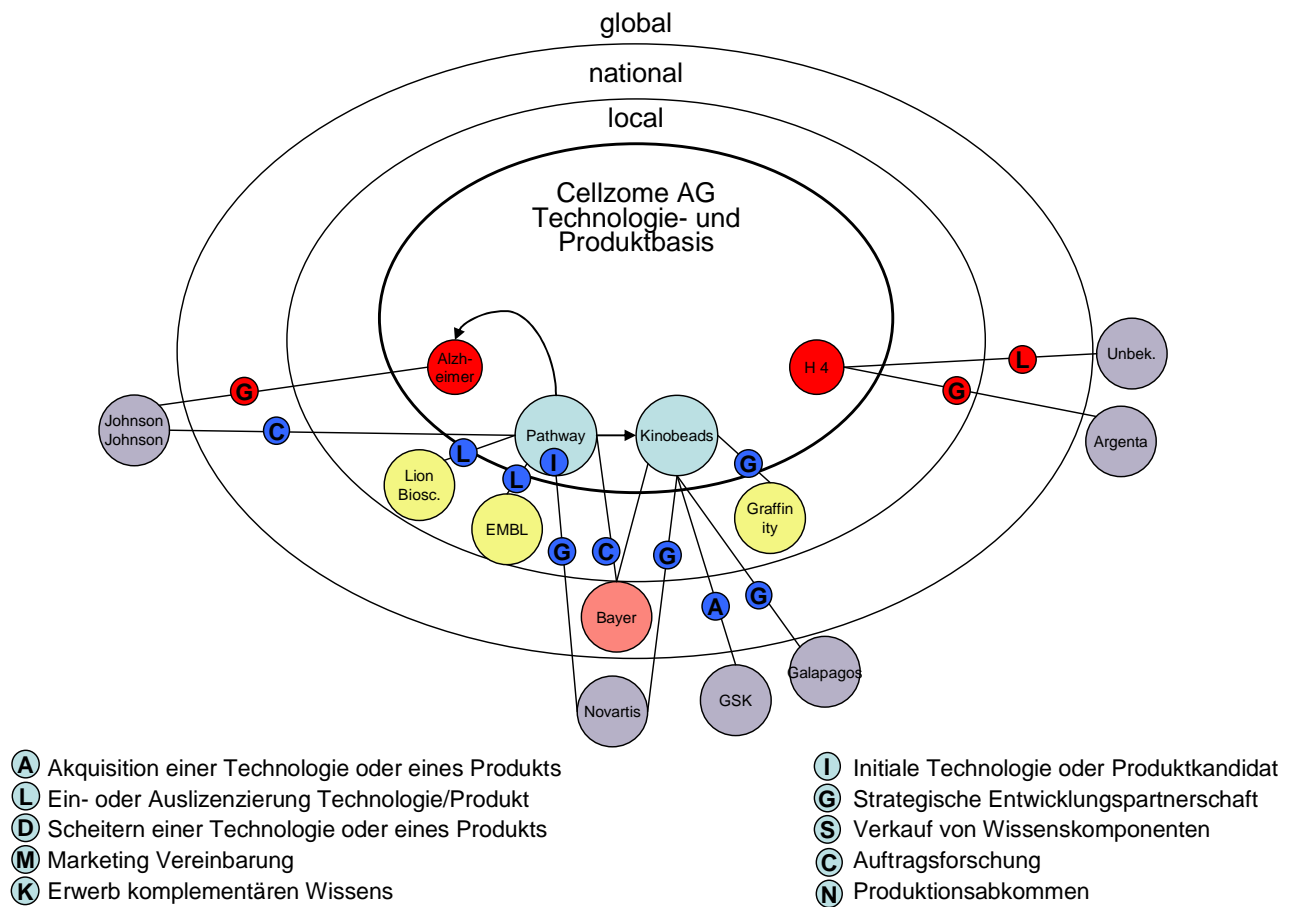 global
national
local
Cellzome AG
Technologie- und
Produktbasis
Alzh-
eimer
H 4
L
Unbek.
G
G
Johnson
Johnson
C
Pathway
Kinobeads
Argenta
L
I
G
Lion
Biosc.
L
EMBL
Graffin
ity
G
C
G
A
G
Bayer
Galapagos
Novartis
GSK
A Akquisition einer Technologie oder eines Produkts
L Ein- oder Auslizenzierung Technologie/Produkt
D Scheitern einer Technologie oder eines Produkts
M Marketing Vereinbarung
K Erwerb komplementären Wissens
I Initiale Technologie oder Produktkandidat
G Strategische Entwicklungspartnerschaft
S Verkauf von Wissenskomponenten
C Auftragsforschung
N Produktionsabkommen